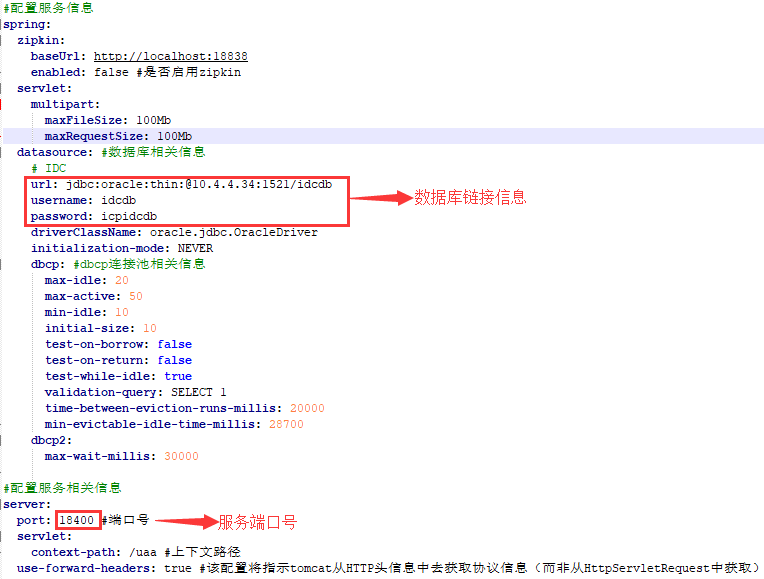 #配置服务信息
spring:
  zipkin:
    baseUrl: http://localhost:18838
    enabled: false #是否启用zipkin
  servlet:
    multipart:
      maxFileSize: 100Mb
      maxRequestSize: 100Mb
  datasource: #数据库相关信息
    # IDC
    url: jdbc:oracle:thin:@10.4.4.34:1521/idcdb
    username: idcdb 数据库链接信息
    password: icpidcdb
    driverClassName: oracle.jdbc.OracleDriver
    initialization-mode: NEVER
    dbcp: #dbcp连接池相关信息
      max-idle: 20
      max-active: 50
      min-idle: 10
      initial-size: 10
      test-on-borrow: false
      test-on-return: false
      test-while-idle: true
      validation-query: SELECT 1
      time-between-eviction-runs-millis: 20000
      min-evictable-idle-time-millis: 28700
    dbcp2:
      max-wait-millis: 30000
#配置服务相关信息
server:
  port: 18400 #端口号 服务端口号
  servlet:
    context-path: /uaa #上下文路径
  use-forward-headers: true #该配置将指示tomcat从HTTP头信息中去获取协议信息（而非从HttpServletRequest中获取）